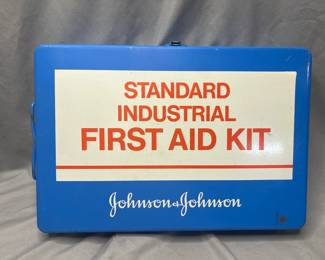 STANDARD
INDUSTRIAL
FIRST AID KIT
Johnson & Johnson